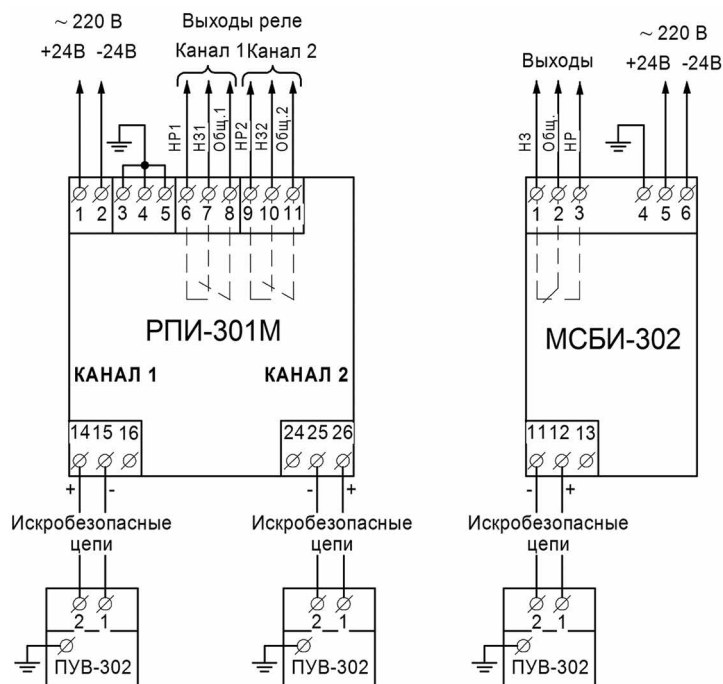 ~ 220 В
+24В -24В
Выходы реле
Канал 1 Канал 2
НР1
НЗ1
Общ.1
НР2
НЗ2
Общ.2
1 2 3 4 5 6 7 8 9 10 11
РПИ-301М
КАНАЛ 1 КАНАЛ 2
14 15 16
24 25 26
+ -
- +
Искробезопасные
цепи
Искробезопасные
цепи
2 1
ПУВ-302
2 1
ПУВ-302
~ 220 В
+24В -24В
Выходы
НЗ
Общ.
НР
1 2 3 4 5 6
МСБИ-302
11 12 13
- +
Искробезопасные
цепи
2 1
ПУВ-302